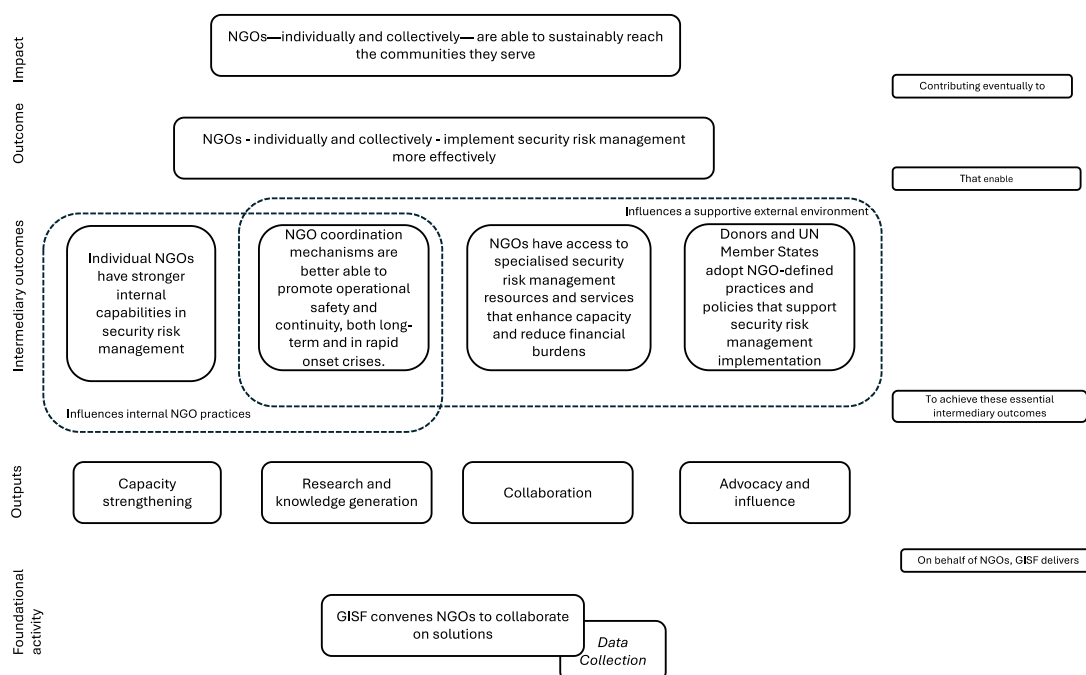 Impact
NGOs—individually and collectively— are able to sustainably reach
the communities they serve
Contributing eventually to
Outcome
NGOs - individually and collectively - implement security risk management
more effectively
That enable
Intermediary outcomes
Influences a supportive external environment
Individual NGOs
have stronger
internal
capabilities in
security risk
management
NGO coordination
mechanisms are
better able to
promote operational
safety and
continuity, both long-
term and in rapid
onset crises.
NGOs have access to
specialised security
risk management
resources and services
that enhance capacity
and reduce financial
burdens
Donors and UN
Member States
adopt NGO-defined
practices and
policies that support
security risk
management
implementation
Influences internal NGO practices
To achieve these essential
intermediary outcomes
Outputs
Capacity
strengthening
Research and
knowledge generation
Collaboration
Advocacy and
influence
On behalf of NGOs, GISF delivers
Foundational
activity
GISF convenes NGOs to collaborate
on solutions
Data
Collection